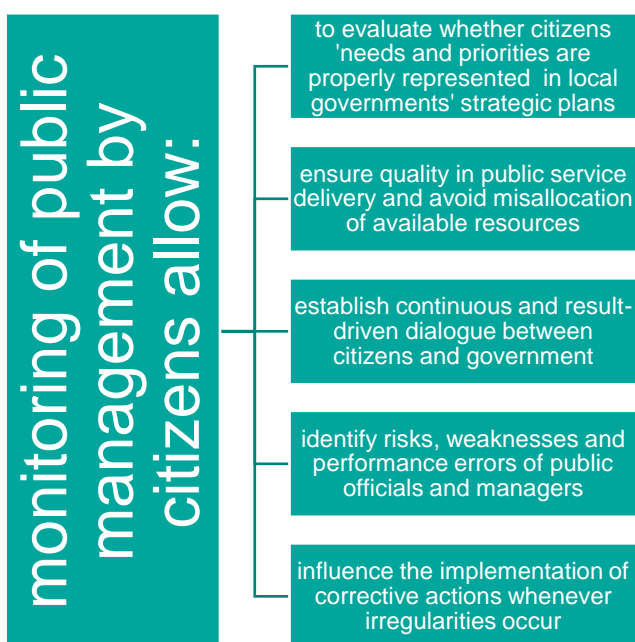 monitoring of public
management by
citizens allow:
to evaluate whether citizens
'needs and priorities are
properly represented in local
governments' strategic plans
ensure quality in public service
delivery and avoid misallocation
of available resources
establish continuous and result-
driven dialogue between
citizens and government
identify risks, weaknesses and
performance errors of public
officials and managers
influence the implementation of
corrective actions whenever
irregularities occur